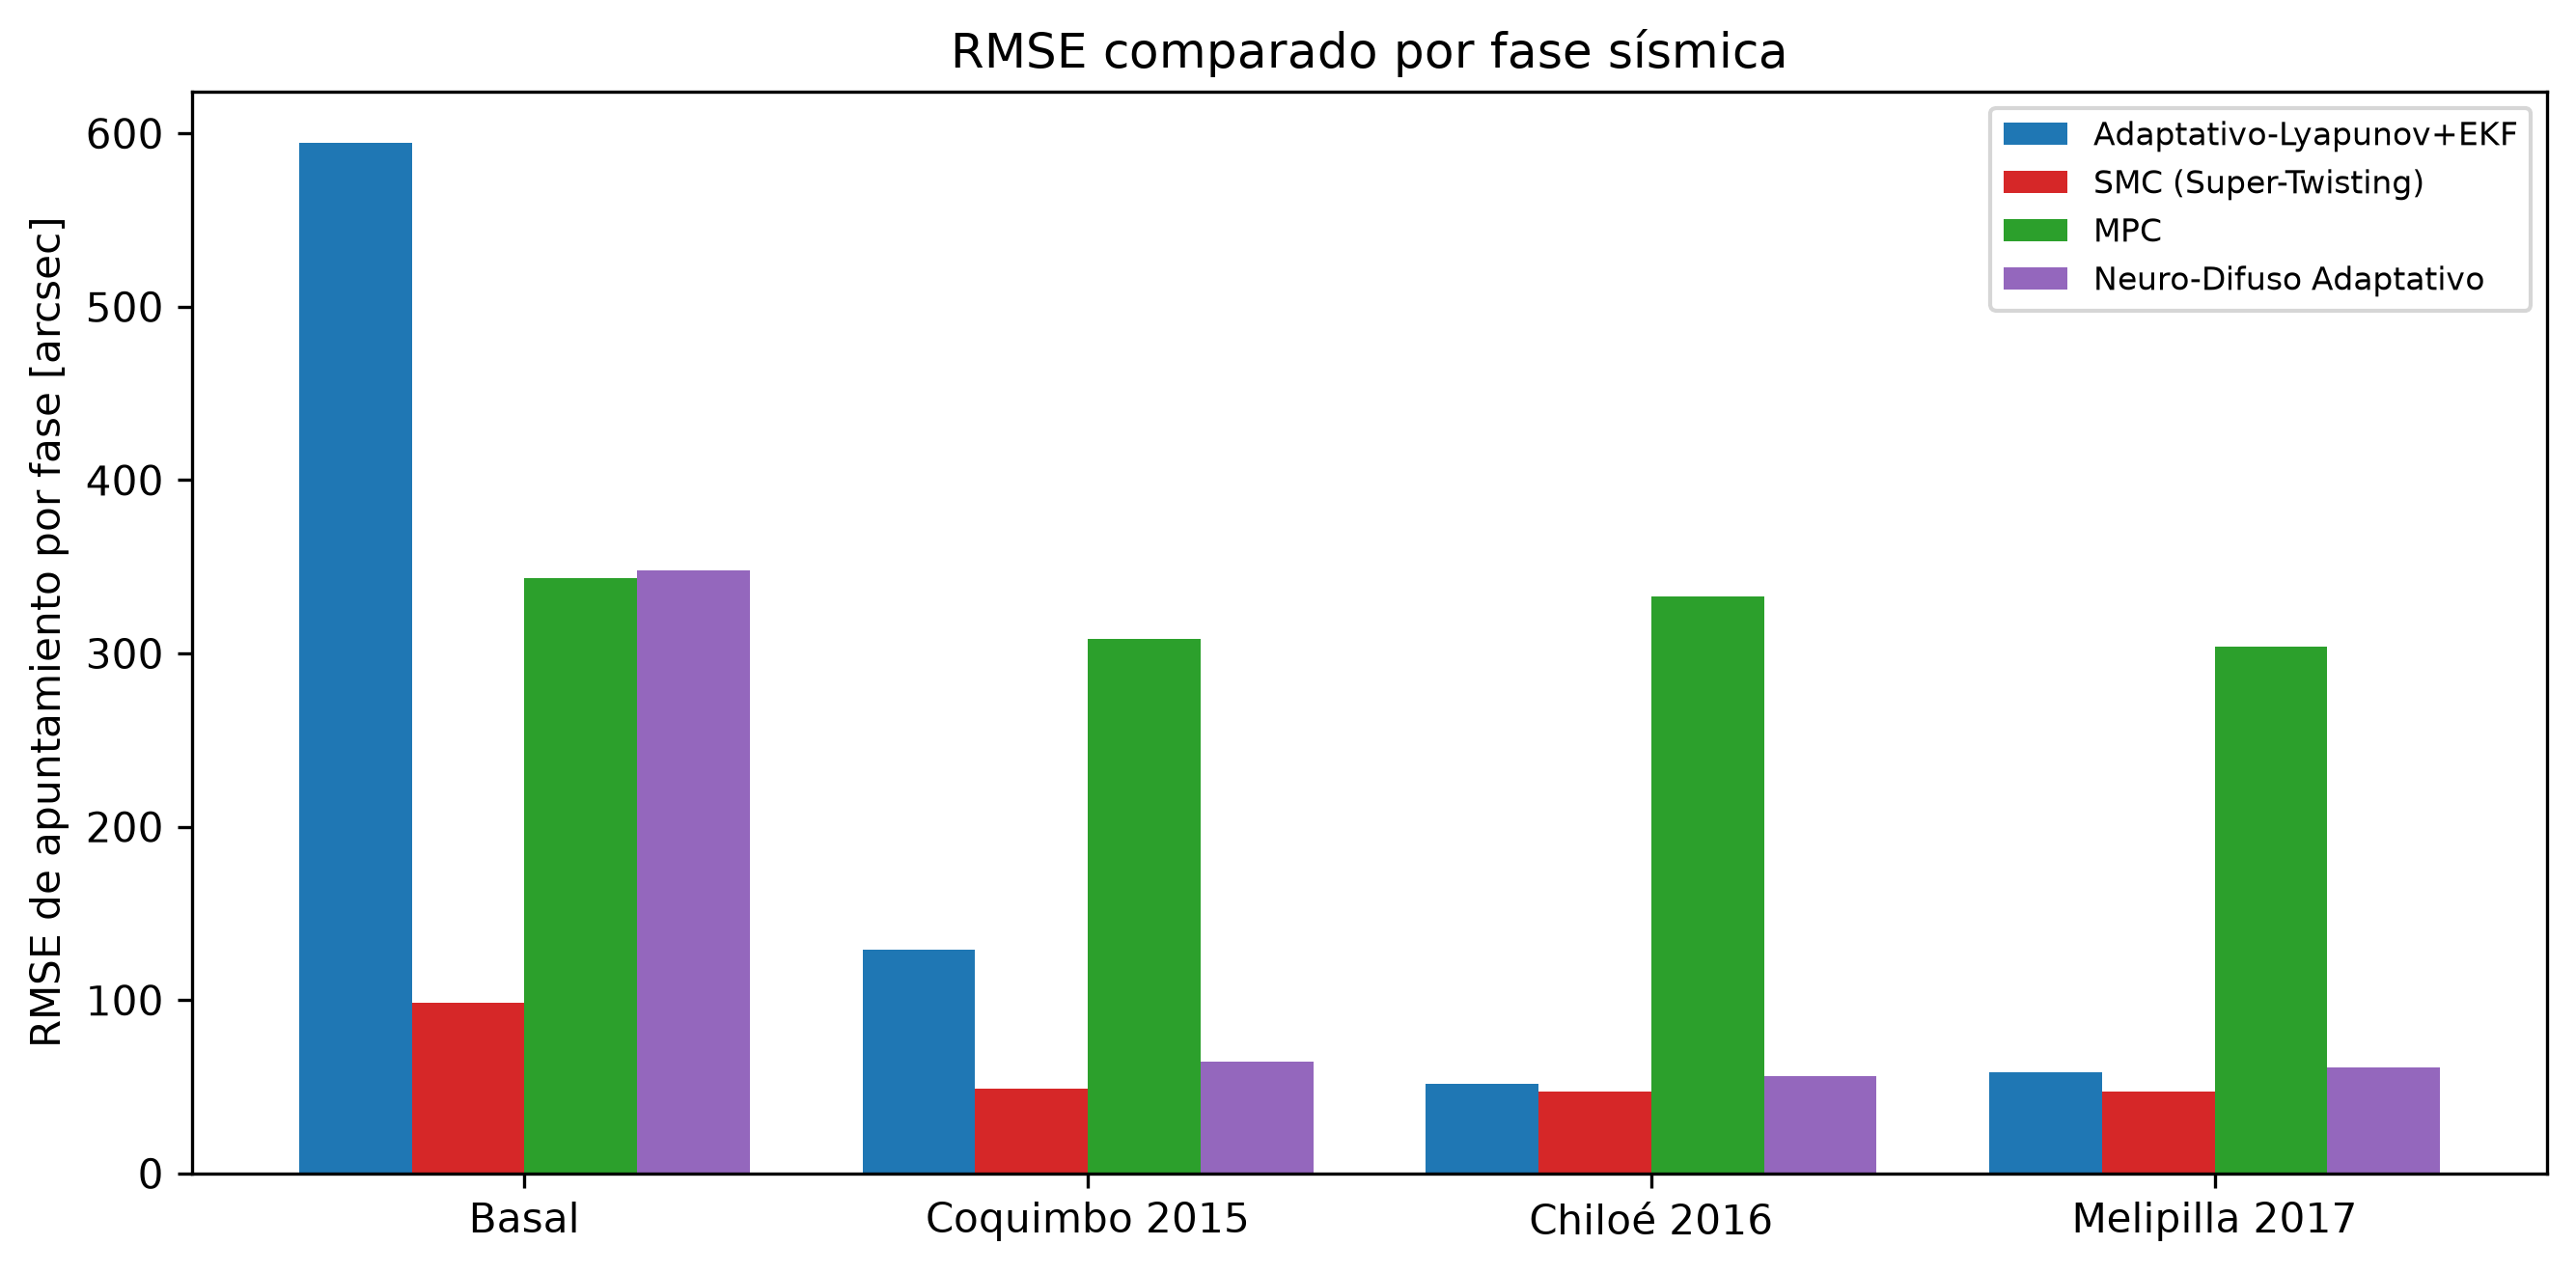 RMSE comparado por fase sísmica
RMSE de apuntamiento por fase [arcsec]
600
500
400
300
200
100
0
Adaptativo-Lyapunov+EKF
SMC (Super-Twisting)
MPC
Neuro-Difuso Adaptativo
Basal
Coquimbo 2015
Chiloé 2016
Melipilla 2017